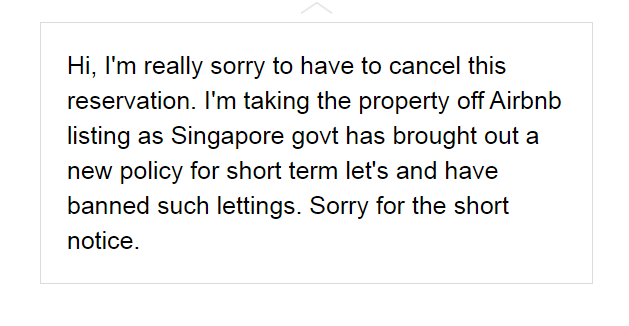 Hi, I'm really sorry to have to cancel this
reservation. I'm taking the property off Airbnb
listing as Singapore govt has brought out a
new policy for short term let's and have
banned such lettings. Sorry for the short
notice.